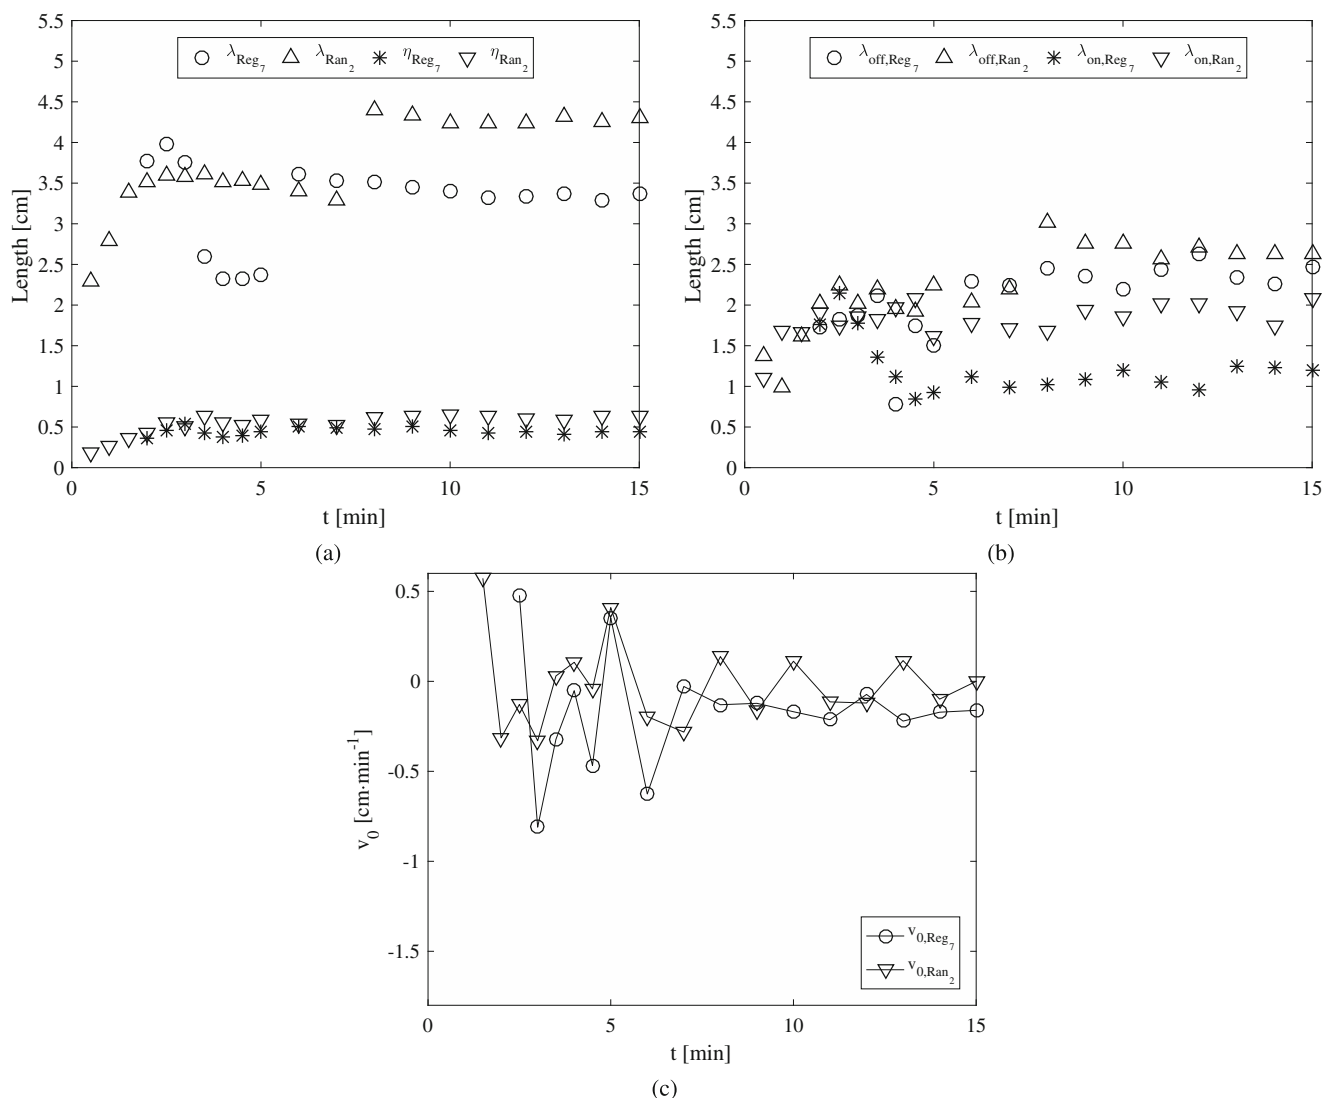 5.5
5
4.5
4
3.5
3
2.5
2
1.5
1
0.5
0
λReg7 λRan2 ηReg7 ηRan2
Length [cm]
0 5 10 15
t [min]
(a)
5.5
5
4.5
4
3.5
3
2.5
2
1.5
1
0.5
0
λoff,Reg7 λoff,Ran2 λon,Reg7 λon,Ran2
Length [cm]
0 5 10 15
t [min]
(b)
0.5
0
-0.5
-1
-1.5
v0 [cm·min-1]
v0,Reg7
v0,Ran2
0 5 10 15
t [min]
(c)